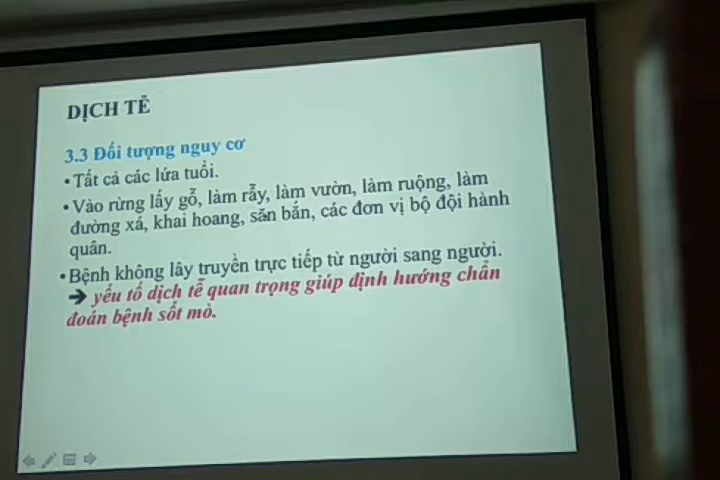 DỊCH TỄ
3.3 Đối tượng nguy cơ
•Tất cả các lứa tuổi.
•Vào rừng lấy gỗ, làm rẫy, làm vườn, làm ruộng, làm
đường xá, khai hoang, săn bắn, các đơn vị bộ đội hành
quân.
•Bệnh không lây truyền trực tiếp từ người sang người.
➔ yếu tố dịch tễ quan trọng giúp định hướng chẩn
đoán bệnh sốt mò.